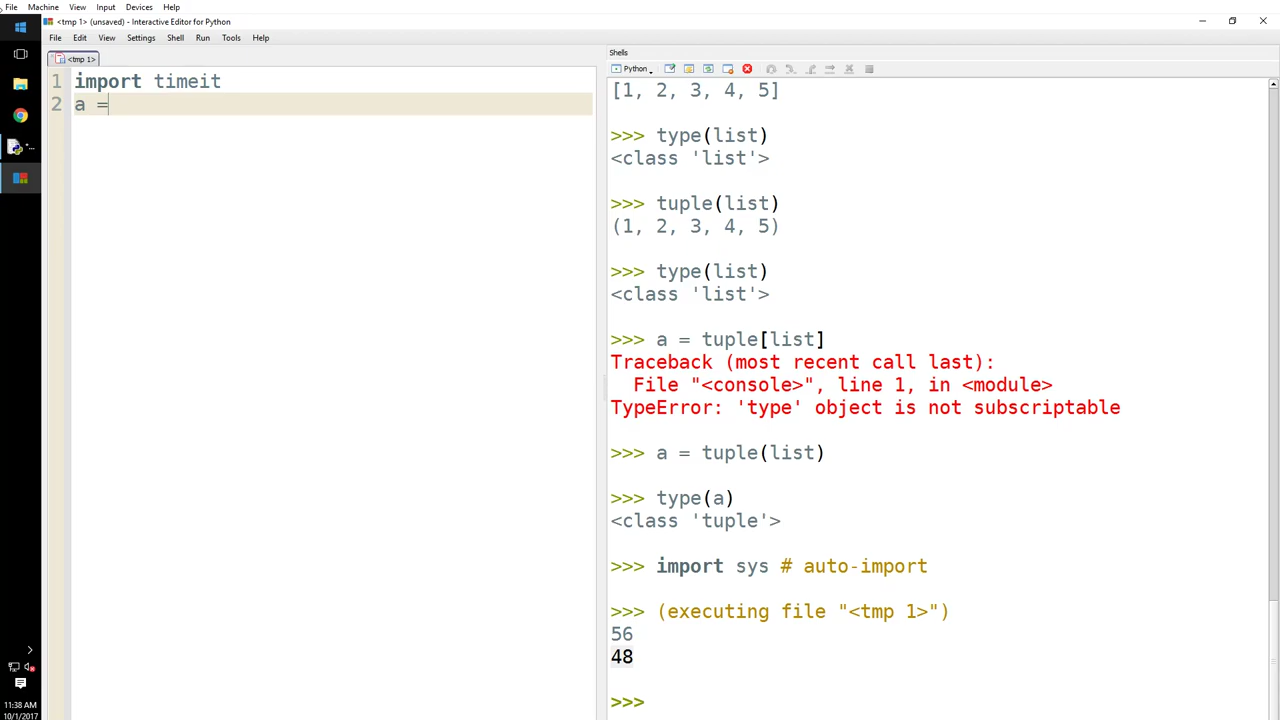 File Machine View Input Devices Help
<tmp 1> (unsaved) - Interactive Editor for Python
File Edit View Settings Shell Run Tools Help
<tmp 1>
1 import timeit
2 a =
Shells
Python
[1, 2, 3, 4, 5]
>>> type(list)
<class 'list'>
>>> tuple(list)
(1, 2, 3, 4, 5)
>>> type(list)
<class 'list'>
>>> a = tuple[list]
Traceback (most recent call last):
File "<console>", line 1, in <module>
TypeError: 'type' object is not subscriptable
>>> a = tuple(list)
>>> type(a)
<class 'tuple'>
>>> import sys # auto-import
>>> (executing file "<tmp 1>")
56
48
>>>
11:38 AM
10/1/2017